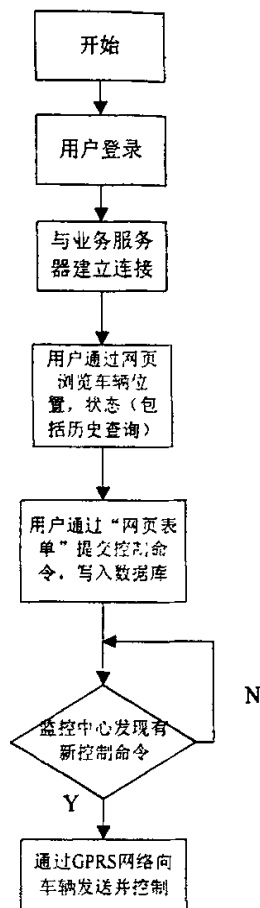 开始
用户登录
与业务服务
器建立连接
用户通过网页
浏览车辆位
置，状态（包
括历史查询）
用户通过“网页表
单”提交控制命
令，写入数据库
监控中心发现有
新控制命令
N
Y
通过GPRS网络向
车辆发送并控制